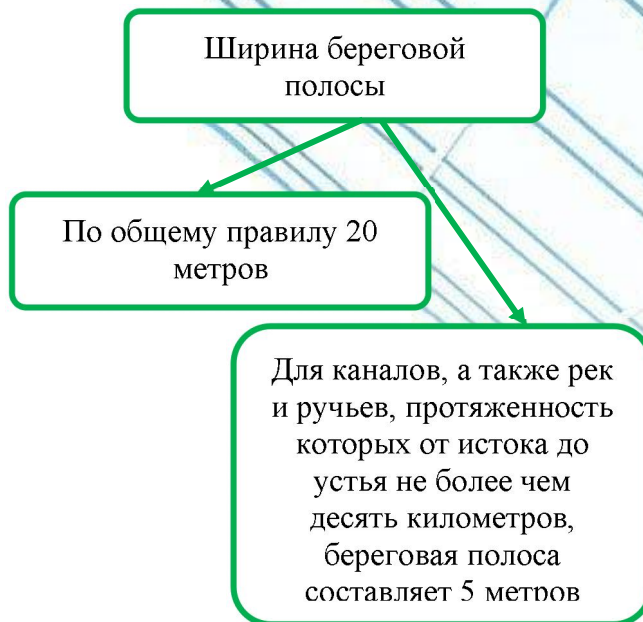 Ширина береговой
полосы
По общему правилу 20
метров
Для каналов, а также рек
и ручьев, протяженность
которых от истока до
устья не более чем
десять километров,
береговая полоса
составляет 5 метров